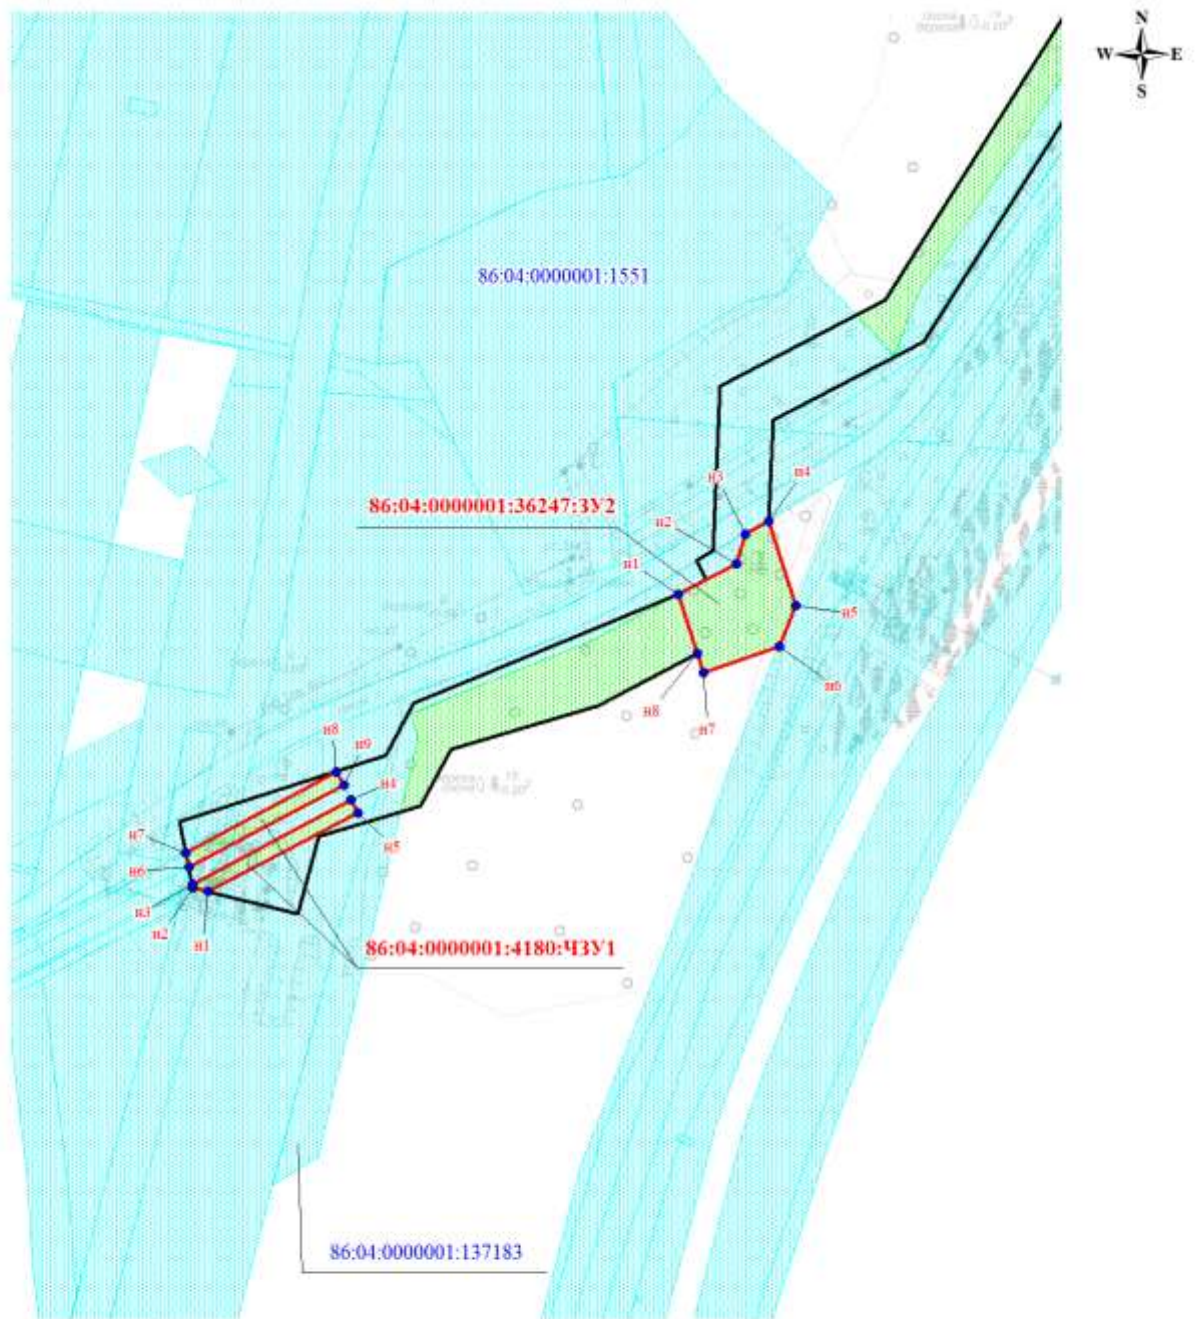 N
W E
S
86:04:0000001:1551
86:04:0000001:36247:ЗУ2
н3
н4
н2
н1
н5
н6
н8
н7
н8
н9
н4
н7
н5
н6
н3
н2
н1
86:04:0000001:4180:ЧЗУ1
86:04:0000001:137183